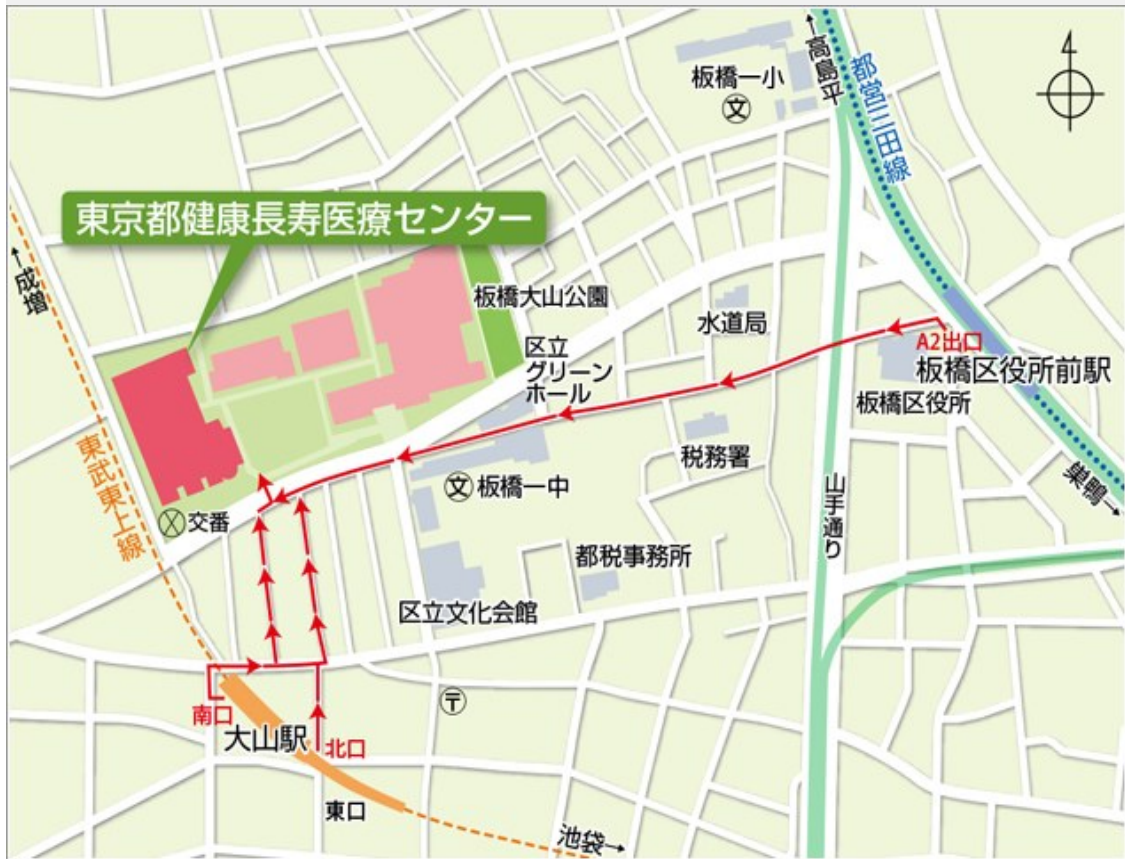 ←高島平
板橋一小
文
都営三田線
東京都健康長寿医療センター
←成増
板橋大山公園
水道局
区立
グリーン
ホール
A2出口
板橋区役所前駅
板橋区役所
税務署
文 板橋一中
山手通り
巣鴨→
東武東上線
交番
都税事務所
区立文化会館
〒
南口
大山駅
北口
東口
池袋→